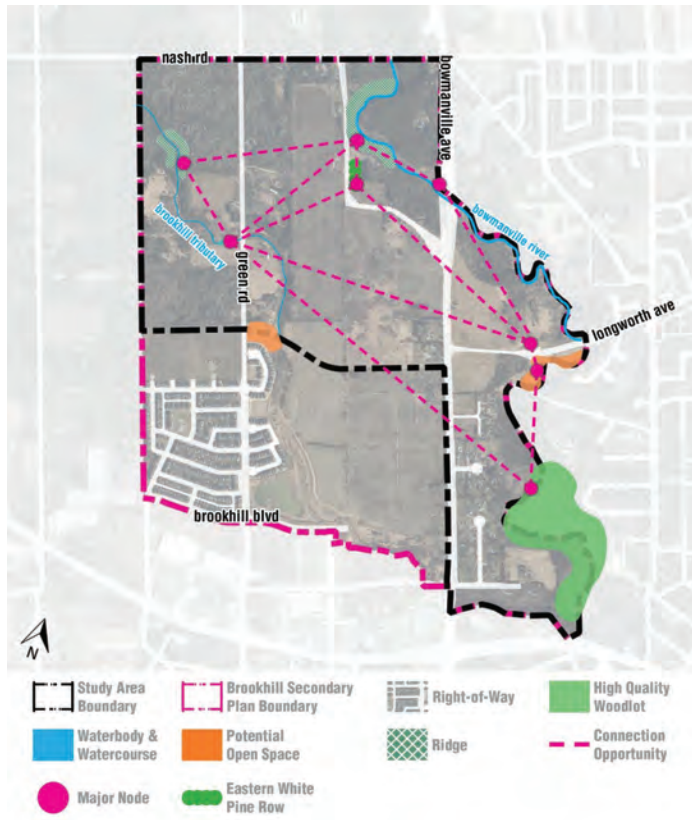 nash rd
bowmanville ave
brookhill tributary
green rd
bowmanville river
longworth ave
brookhill blvd
N
Study Area
Boundary
Brookhill Secondary
Plan Boundary
Right-of-Way
High Quality
Woodlot
Waterbody &
Watercourse
Potential
Open Space
Ridge
Connection
Opportunity
Major Node
Eastern White
Pine Row